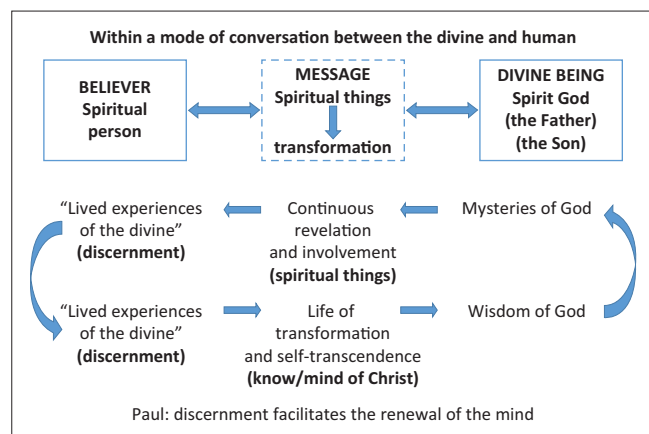 Within a mode of conversation between the divine and human
BELIEVER
Spiritual
person
MESSAGE
Spiritual things
transformation
DIVINE BEING
Spirit God
(the Father)
(the Son)
“Lived experiences
of the divine”
(discernment)
Continuous
revelation
and involvement
(spiritual things)
Mysteries of God
“Lived experiences
of the divine”
(discernment)
Life of
transformation
and self-transcendence
(know/mind of Christ)
Wisdom of God
Paul: discernment facilitates the renewal of the mind